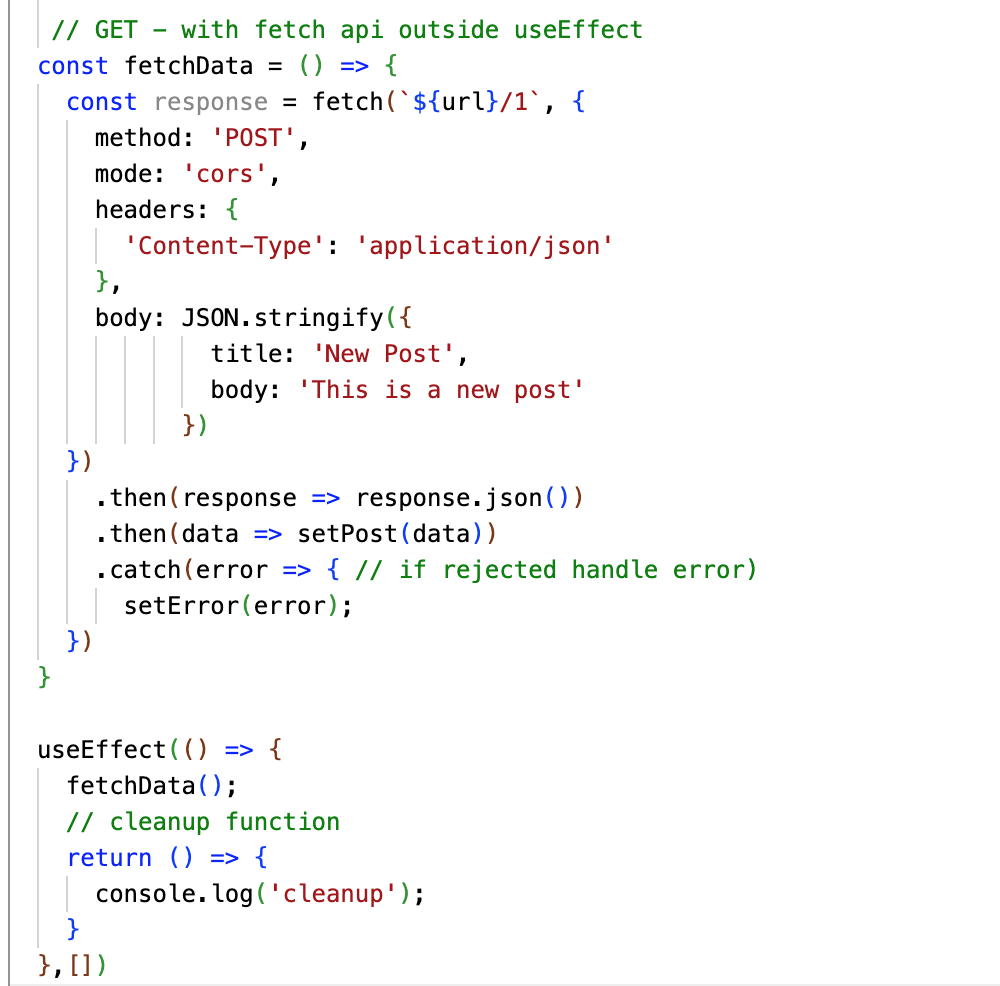 // GET - with fetch api outside useEffect
const fetchData = () => {
  const response = fetch(`${url}/1`, {
    method: 'POST',
    mode: 'cors',
    headers: {
      'Content-Type': 'application/json'
    },
    body: JSON.stringify({
            title: 'New Post',
            body: 'This is a new post'
          })
  })
    .then(response => response.json())
    .then(data => setPost(data))
    .catch(error => { // if rejected handle error)
      setError(error);
  })
}

useEffect(() => {
  fetchData();
  // cleanup function
  return () => {
    console.log('cleanup');
  }
},[])